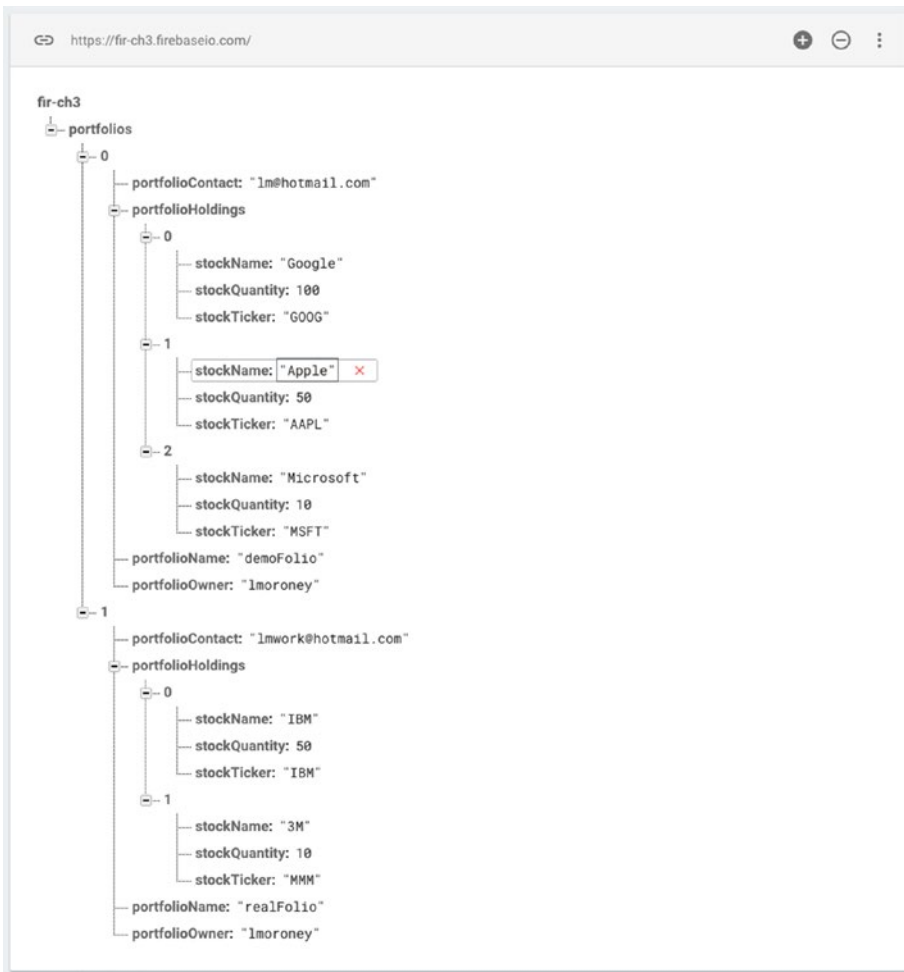 https://fir-ch3.firebaseio.com/
fir-ch3
portfolios
0
portfolioContact: "lm@hotmail.com"
portfolioHoldings
0
stockName: "Google"
stockQuantity: 100
stockTicker: "GOOG"
1
stockName: "Apple"
stockQuantity: 50
stockTicker: "AAPL"
2
stockName: "Microsoft"
stockQuantity: 10
stockTicker: "MSFT"
portfolioName: "demoFolio"
portfolioOwner: "lmoroney"
1
portfolioContact: "lmwork@hotmail.com"
portfolioHoldings
0
stockName: "IBM"
stockQuantity: 50
stockTicker: "IBM"
1
stockName: "3M"
stockQuantity: 10
stockTicker: "MMM"
portfolioName: "realFolio"
portfolioOwner: "lmoroney"